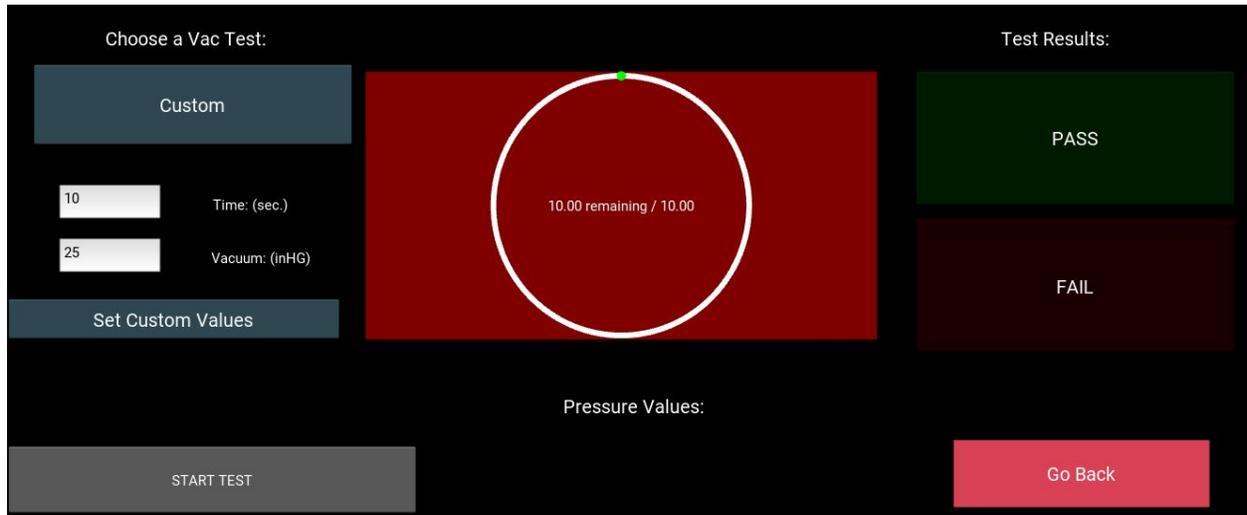 Choose a Vac Test:
Custom
10
Time: (sec.)
25
Vacuum: (inHG)
Set Custom Values
START TEST
10.00 remaining / 10.00
Pressure Values:
Test Results:
PASS
FAIL
Go Back